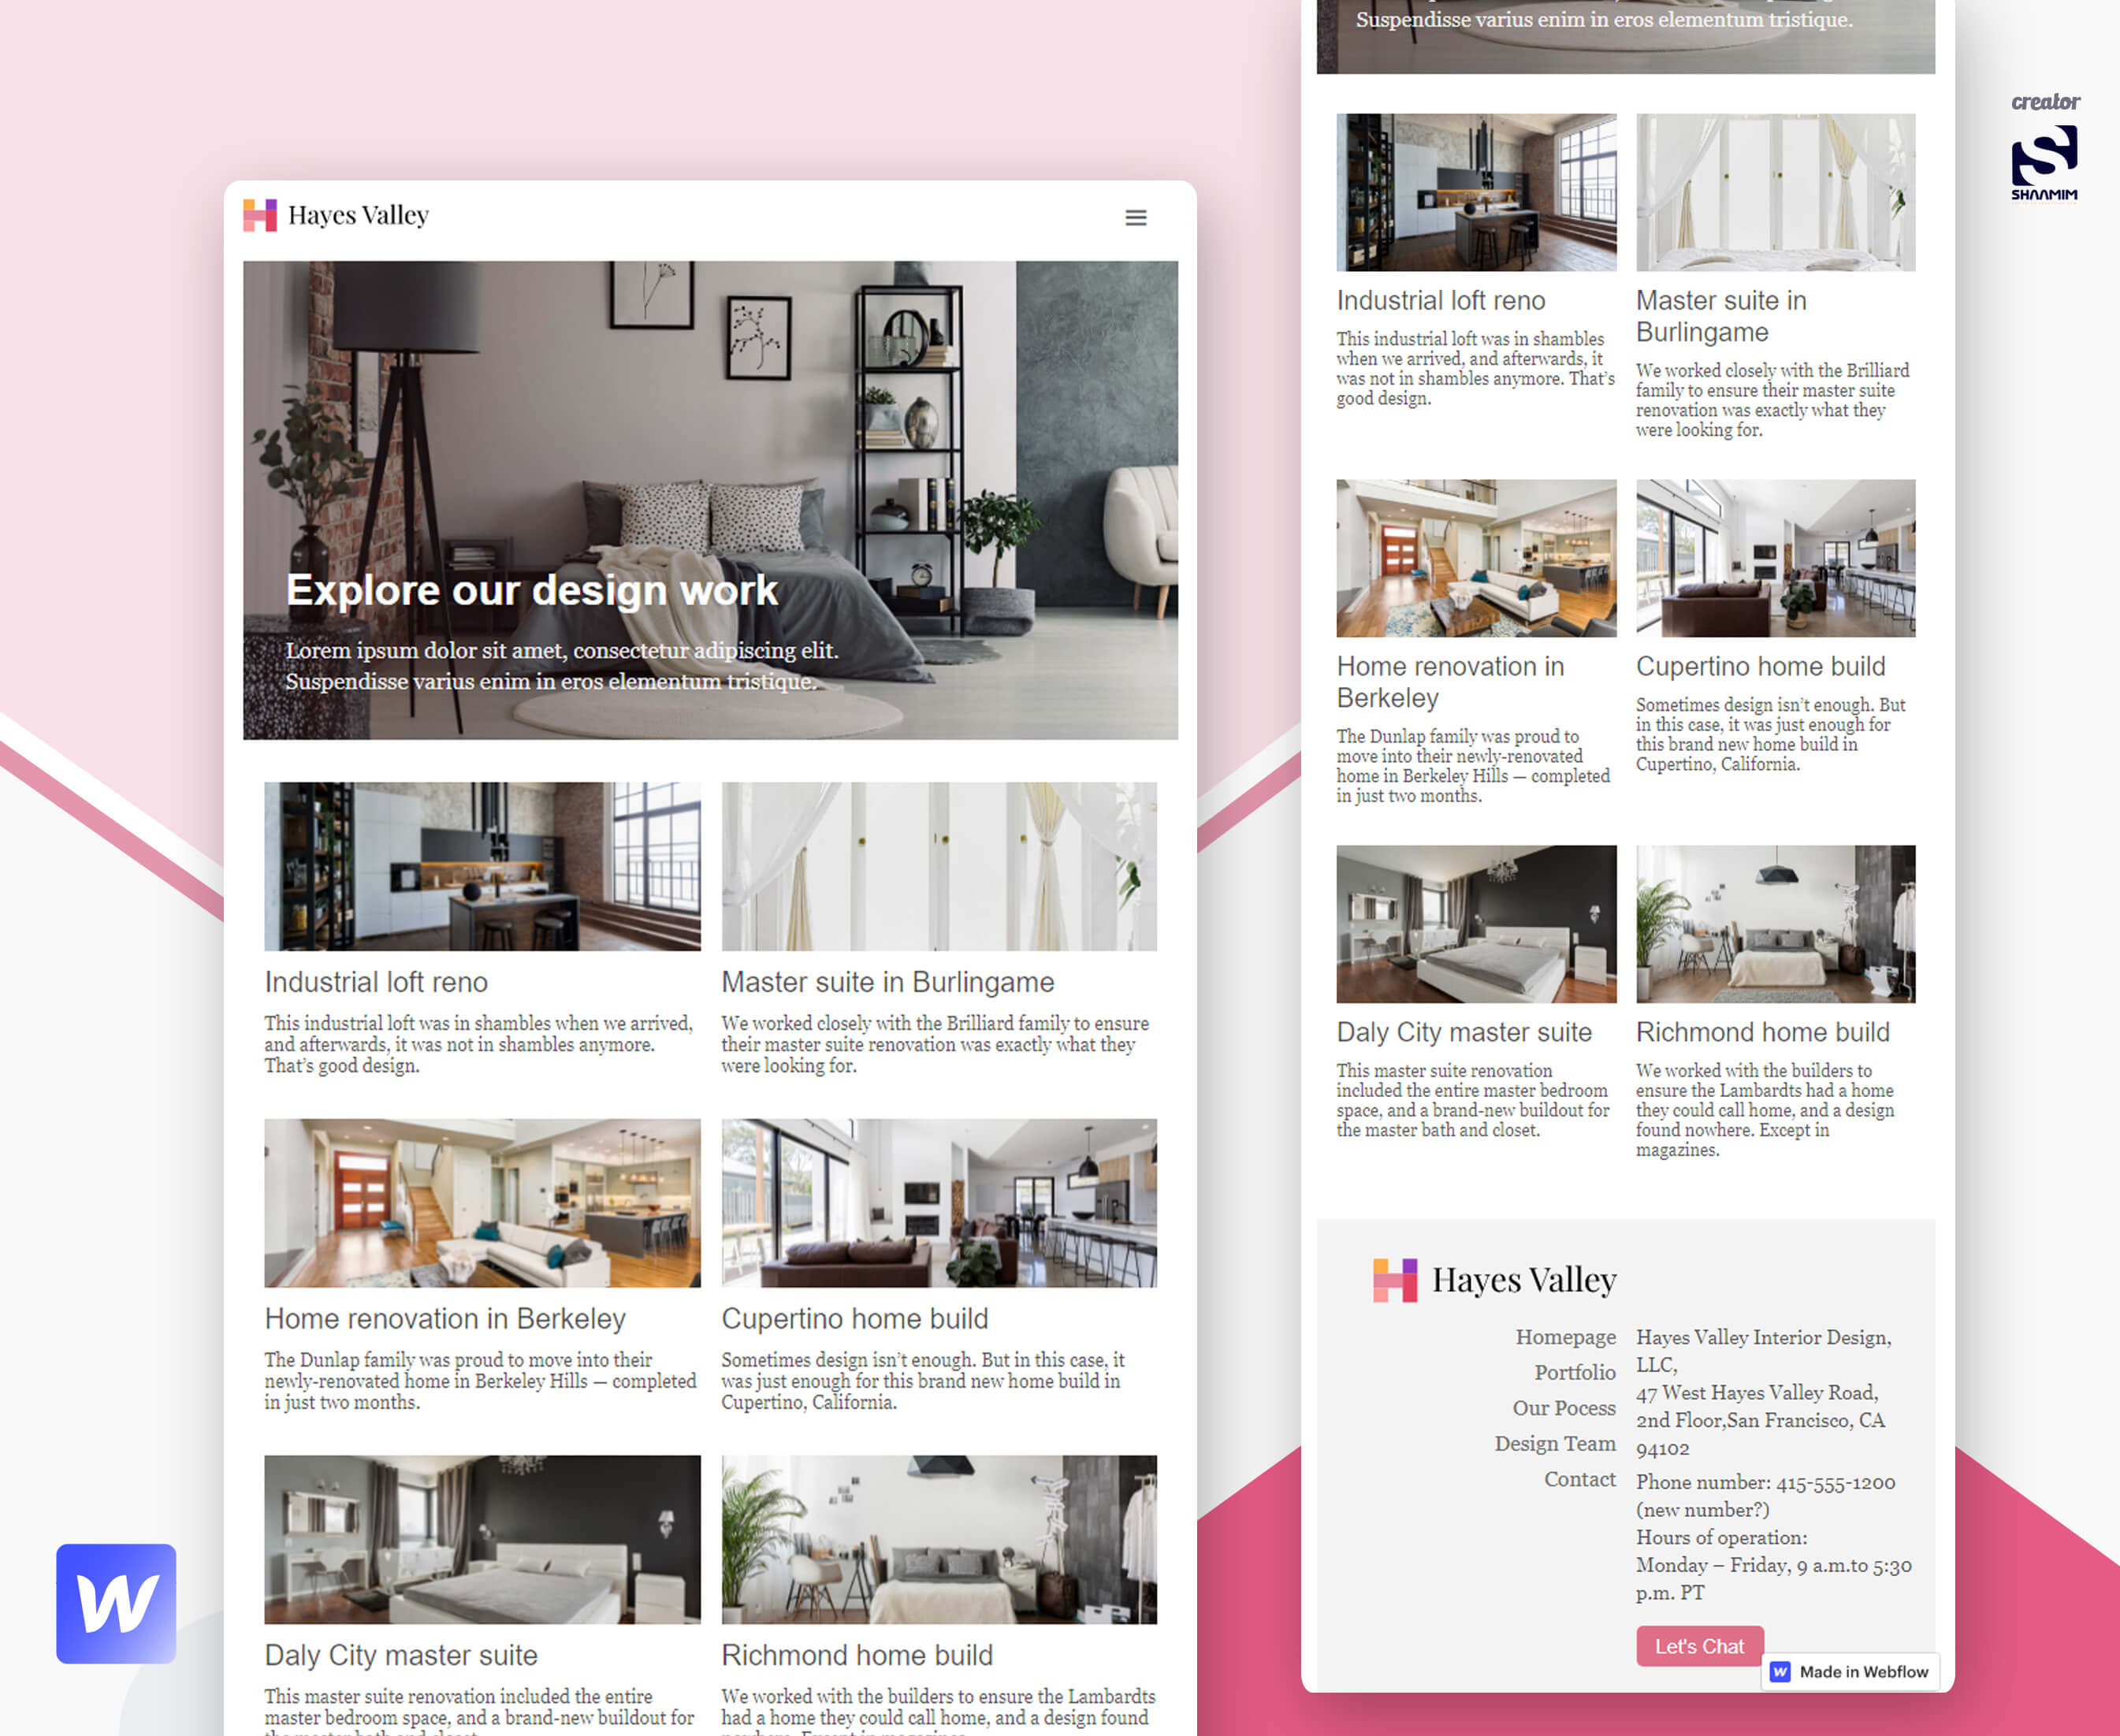 Hayes Valley
Explore our design work
Lorem ipsum dolor sit amet, consectetur adipiscing elit.
Suspendisse varius enim in eros elementum tristique.
Industrial loft reno
This industrial loft was in shambles when we arrived,
and afterwards, it was not in shambles anymore.
That's good design.
Master suite in Burlingame
We worked closely with the Brilliard family to ensure
their master suite renovation was exactly what they
were looking for.
Home renovation in Berkeley
The Dunlap family was proud to move into their
newly-renovated home in Berkeley Hills — completed
in just two months.
Cupertino home build
Sometimes design isn't enough. But in this case, it
was just enough for this brand new home build in
Cupertino, California.
Daly City master suite
This master suite renovation included the entire
master bedroom space, and a brand-new buildout for
Richmond home build
We worked with the builders to ensure the Lambardts
had a home they could call home, and a design found
W
Suspendisse varius enim in eros elementum tristique.
Industrial loft reno
This industrial loft was in shambles
when we arrived, and afterwards, it
was not in shambles anymore. That's
good design.
Master suite in
Burlingame
We worked closely with the Brilliard
family to ensure their master suite
renovation was exactly what they
were looking for.
Home renovation in
Berkeley
The Dunlap family was proud to
move into their newly-renovated
home in Berkeley Hills — completed
in just two months.
Cupertino home build
Sometimes design isn't enough. But
in this case, it was just enough for
this brand new home build in
Cupertino, California.
Daly City master suite
This master suite renovation
included the entire master bedroom
space, and a brand-new buildout for
the master bath and closet.
Richmond home build
We worked with the builders to
ensure the Lambardts had a home
they could call home, and a design
found nowhere. Except in
magazines.
Hayes Valley
Homepage
Portfolio
Our Pocess
Design Team
Contact
Hayes Valley Interior Design,
LLC,
47 West Hayes Valley Road,
2nd Floor,San Francisco, CA
94102
Phone number: 415-555-1200
(new number?)
Hours of operation:
Monday – Friday, 9 a.m.to 5:30
p.m. PT
Let's Chat
W Made in Webflow
creator
S
SHAAMIM